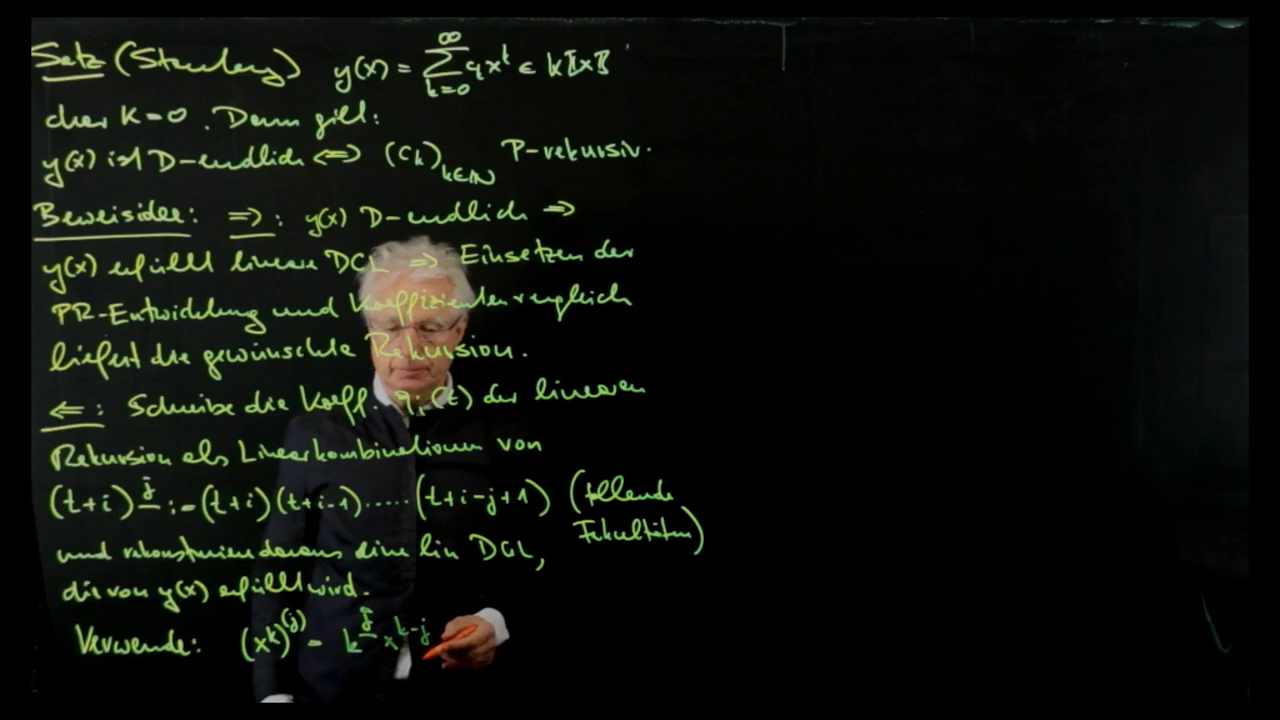 Satz (Stanley) y(x) = ∑_{k=0}^{∞} c_k x^k ∈ K⟦x⟧
char K=0. Dann gilt:
y(x) ist D-endlich ⟺ (c_k)_{k∈ℕ} P-rekursiv.
Beweisidee: ⇒: y(x) D-endlich ⇒
y(x) erfüllt lineare DGL ⇒ Einsetzen der
PR-Entwicklung und Koeffizientenvergleich
liefert die gewünschte Rekursion.
⇐: Schreibe die Koeff. q_i(t) der linearen
Rekursion als Linearkombination von
(t+i)^{\underline{j}} := (t+i)(t+i-1)·····(t+i-j+1) (fallende
Fakultäten)
und rekonstruiere daraus eine lin DGL,
die von y(x) erfüllt wird.
Verwende: (x^k)^{(j)} = k^{\underline{j}} x^{k-j}